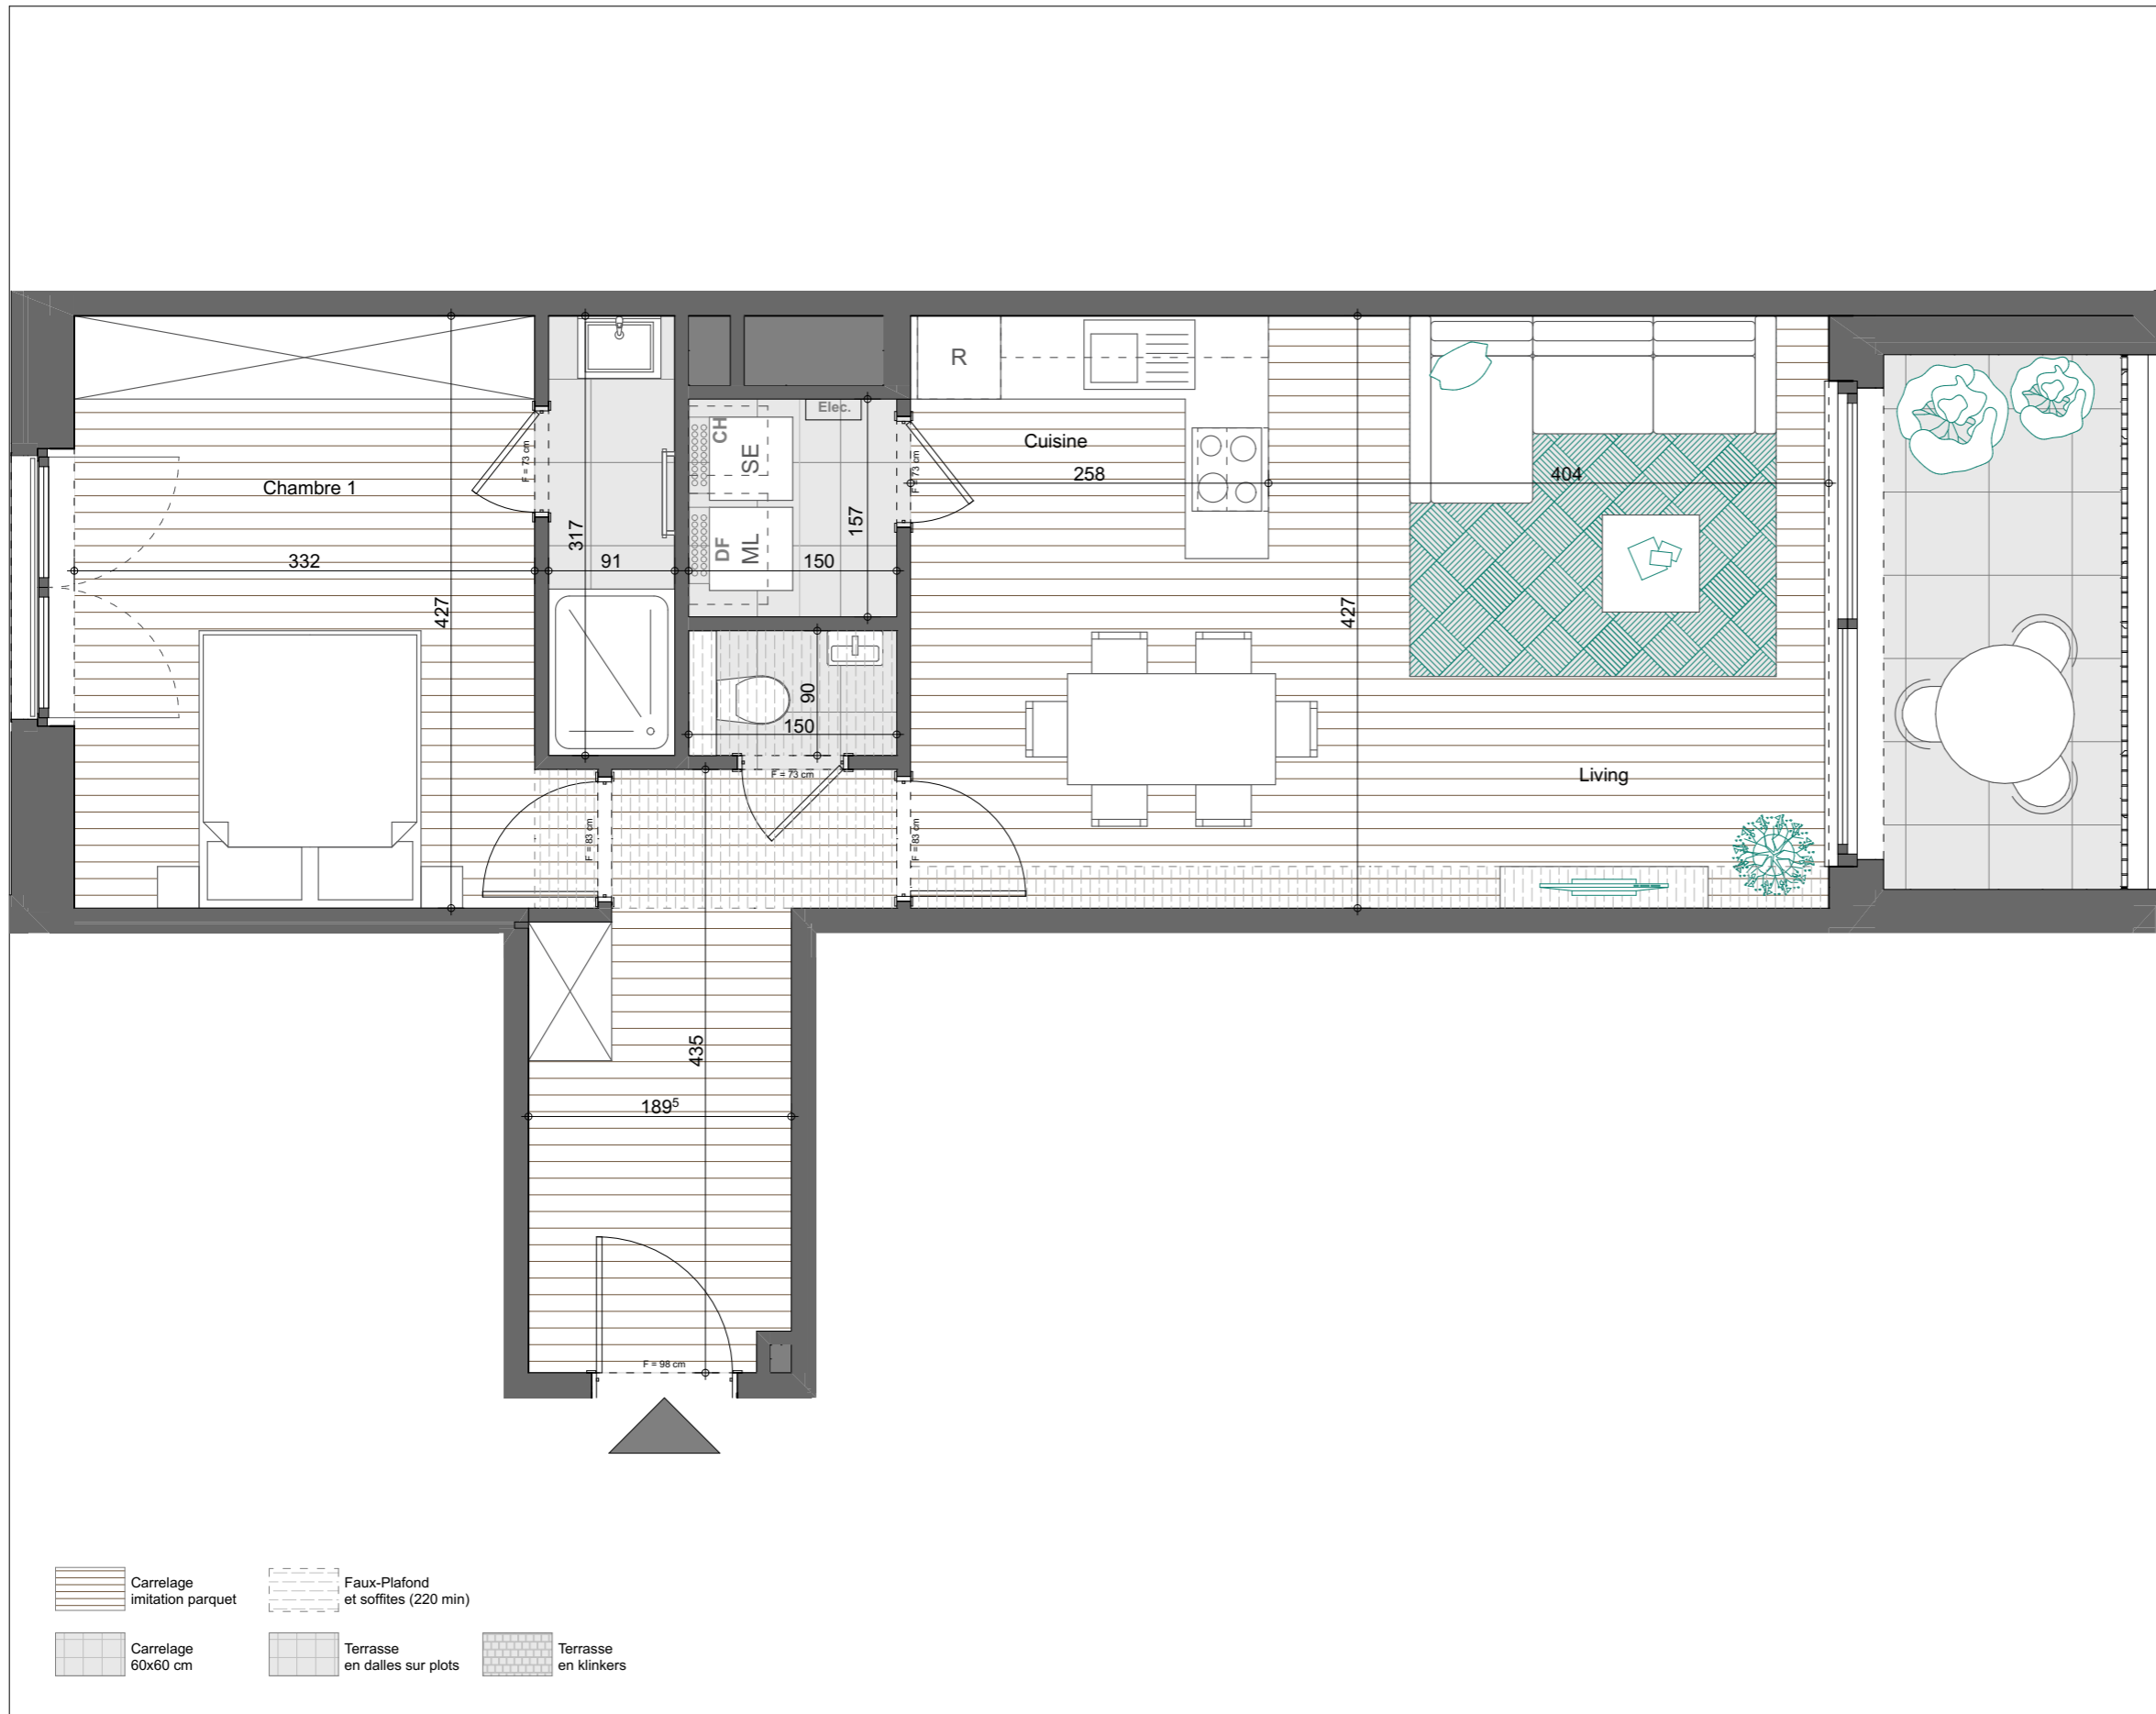 Elec.
R
CH
SE
Cuisine
F = 73 cm
F = 73 cm
258
404
Chambre 1
317
157
DF
ML
332
91
150
427
427
90
150
F = 73 cm
Living
F = 83 cm
F = 83 cm
435
189⁵
F = 98 cm
Carrelage
imitation parquet
Faux-Plafond
et soffites (220 min)
Carrelage
60x60 cm
Terrasse
en dalles sur plots
Terrasse
en klinkers